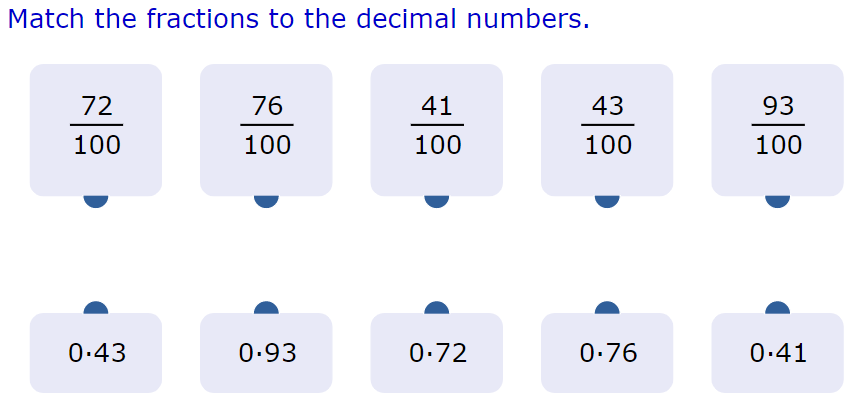 Match the fractions to the decimal numbers.
72 76 41 43 93
100 100 100 100 100
0·43 0·93 0·72 0·76 0·41